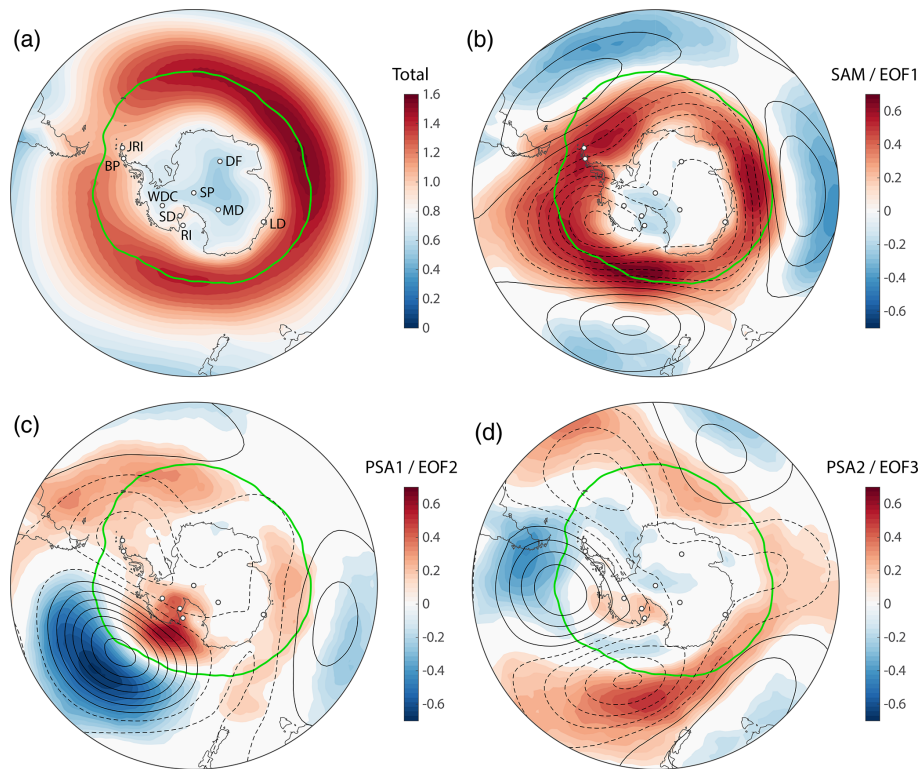 (a)
Total
1.6
1.4
1.2
1.0
0.8
0.6
0.4
0.2
0
JRI
BP
DF
WDC
SP
SD
MD
LD
RI
(b)
SAM / EOF1
0.6
0.4
0.2
0
-0.2
-0.4
-0.6
(c)
PSA1 / EOF2
0.6
0.4
0.2
0
-0.2
-0.4
-0.6
(d)
PSA2 / EOF3
0.6
0.4
0.2
0
-0.2
-0.4
-0.6